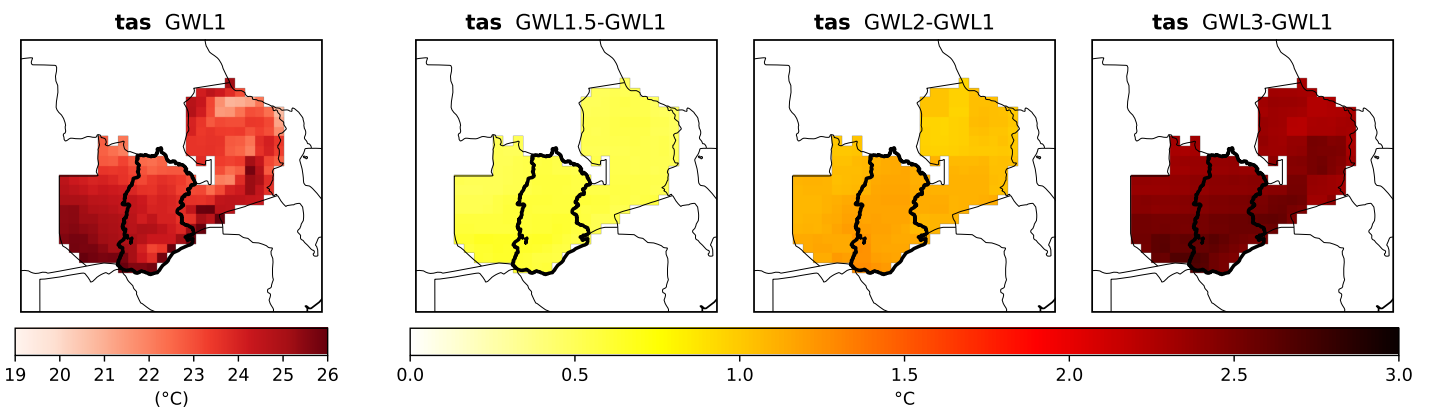 tas GWL1
tas GWL1.5-GWL1
tas GWL2-GWL1
tas GWL3-GWL1
19 20 21 22 23 24 25 26
(°C)
0.0 0.5 1.0 1.5 2.0 2.5 3.0
°C